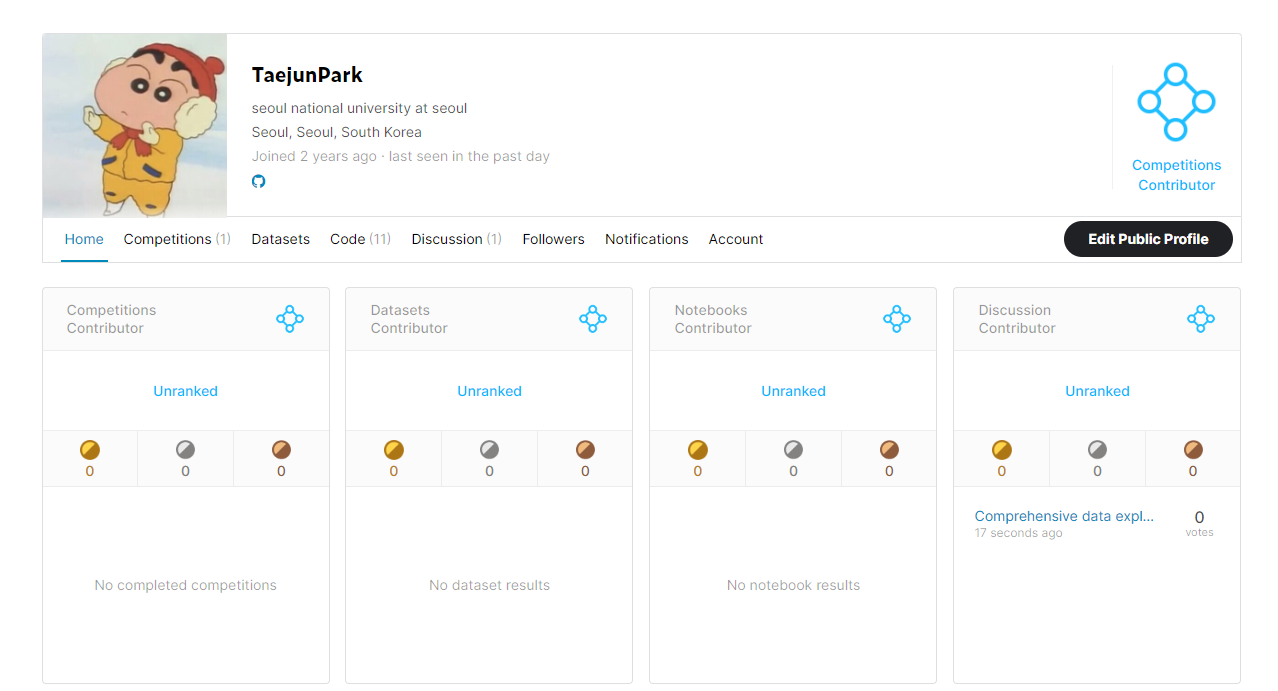 TaejunPark
seoul national university at seoul
Seoul, Seoul, South Korea
Joined 2 years ago · last seen in the past day
Competitions
Contributor
Home Competitions (1) Datasets Code (11) Discussion (1) Followers Notifications Account Edit Public Profile
Competitions
Contributor
Unranked
0 0 0
No completed competitions
Datasets
Contributor
Unranked
0 0 0
No dataset results
Notebooks
Contributor
Unranked
0 0 0
No notebook results
Discussion
Contributor
Unranked
0 0 0
Comprehensive data expl... 0
17 seconds ago votes